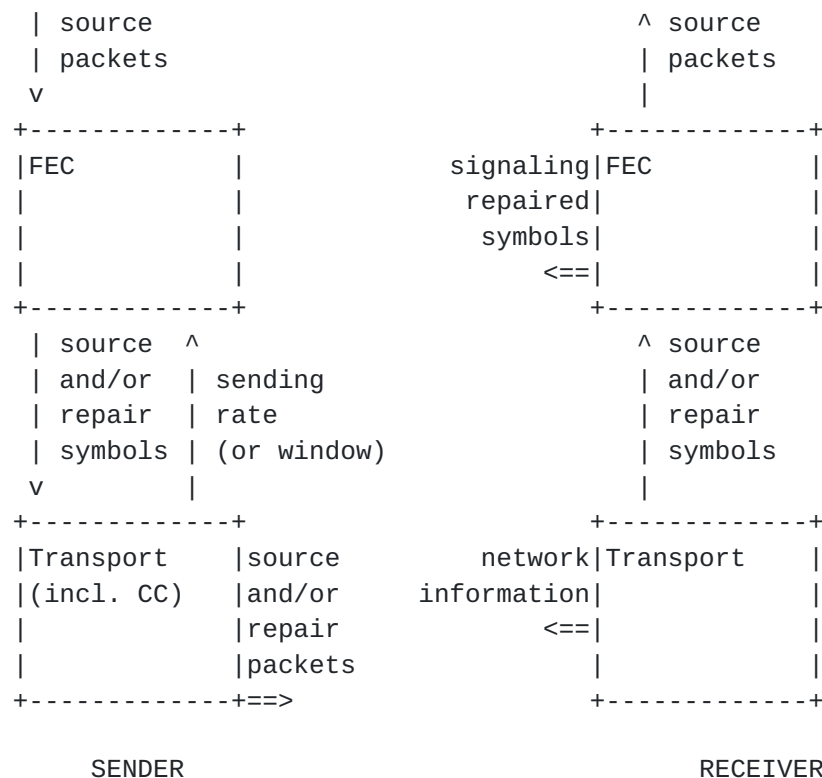 | source                                ^ source
 | packets                               | packets
 v                                       |
+-------------+                       +-------------+
|FEC          |              signaling|FEC          |
|             |               repaired|             |
|             |                symbols|             |
|             |                    <==|             |
+-------------+                       +-------------+
 | source  ^                             ^ source
 | and/or  | sending                     | and/or
 | repair  | rate                        | repair
 | symbols | (or window)                 | symbols
 v         |                             |
+-------------+                       +-------------+
|Transport    |source          network|Transport    |
|(incl. CC)   |and/or      information|             |
|             |repair              <==|             |
|             |packets                |             |
+-------------+==>                    +-------------+
     SENDER                                  RECEIVER